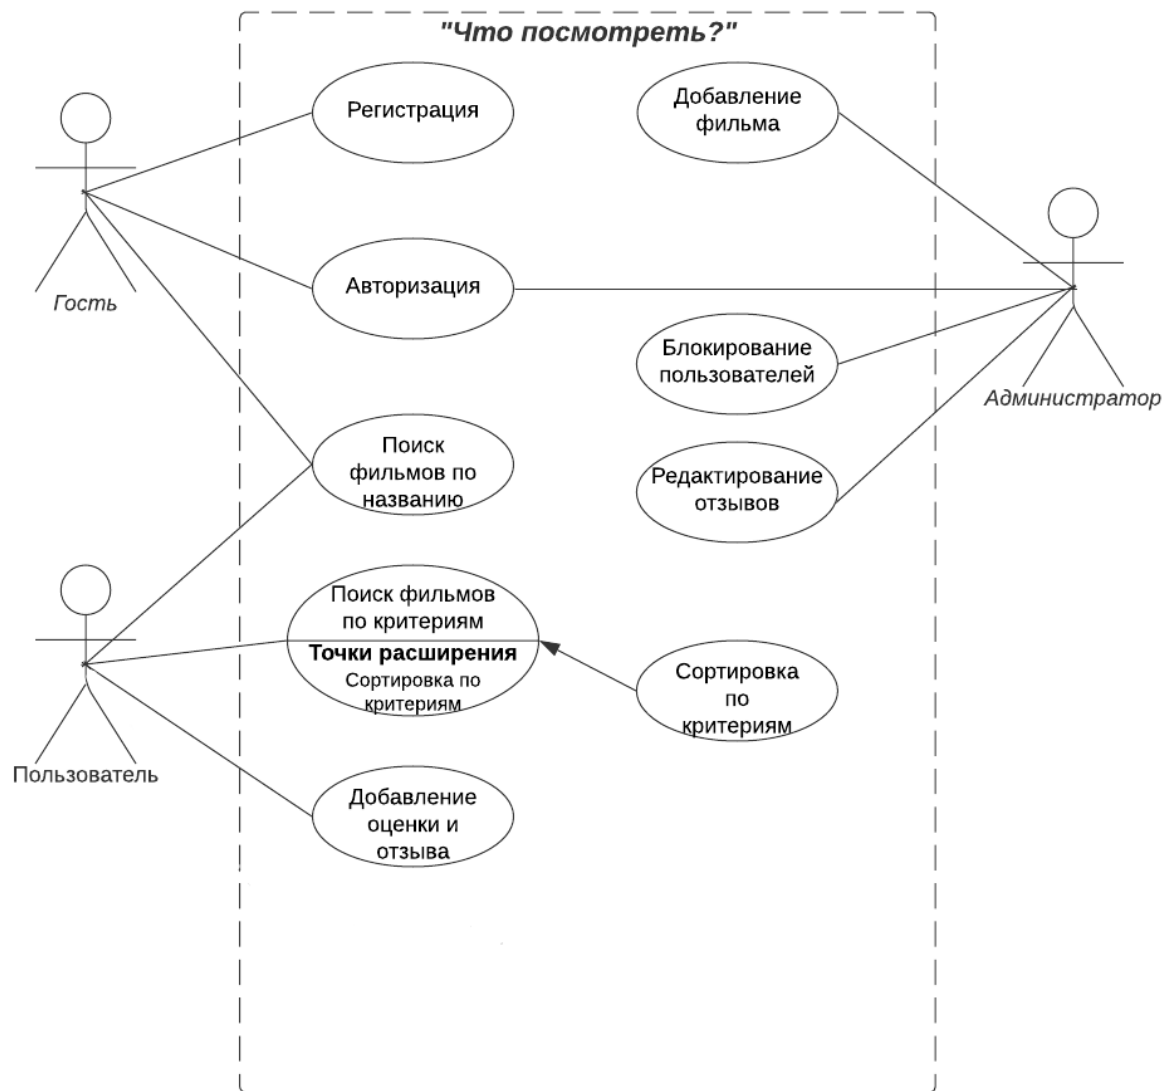 "Что посмотреть?"
Регистрация
Добавление
фильма
Гость
Авторизация
Блокирование
пользователей
Администратор
Поиск
фильмов по
названию
Редактирование
отзывов
Поиск фильмов
по критериям
Точки расширения
Сортировка по
критериям
Сортировка
по
критериям
Пользователь
Добавление
оценки и
отзыва